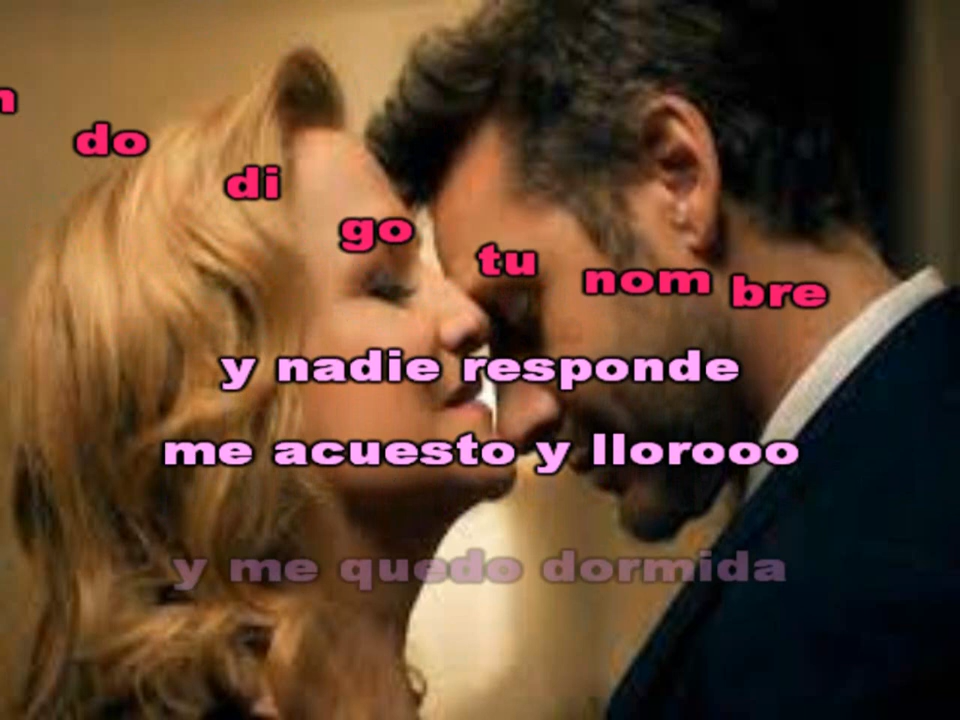 n do di go tu nom bre
y nadie responde
me acuesto y llorooo
y me quedo dormida